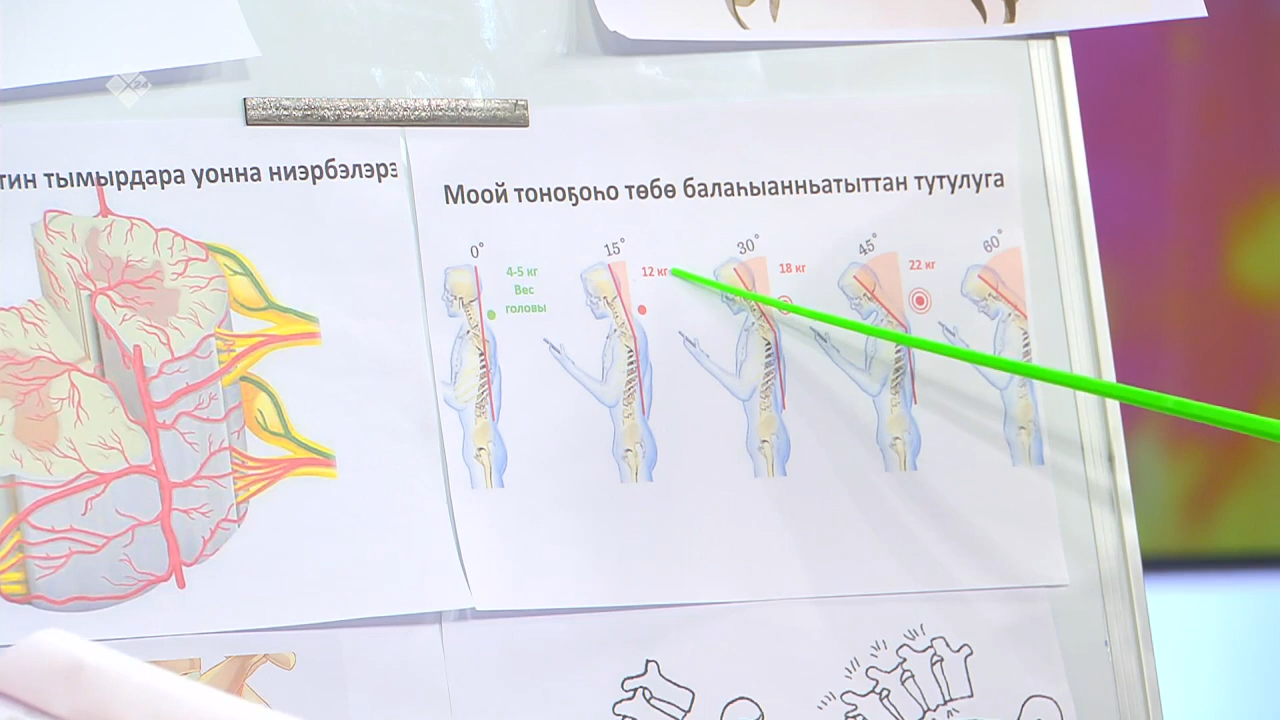 тин тымырдара уонна ниэрбэлэрэ
Моой тоноҕоһо төбө балаһыанньатыттан тутулуга
0°
15°
30°
45°
60°
4-5 кг
Вес
головы
12 кг
18 кг
22 кг